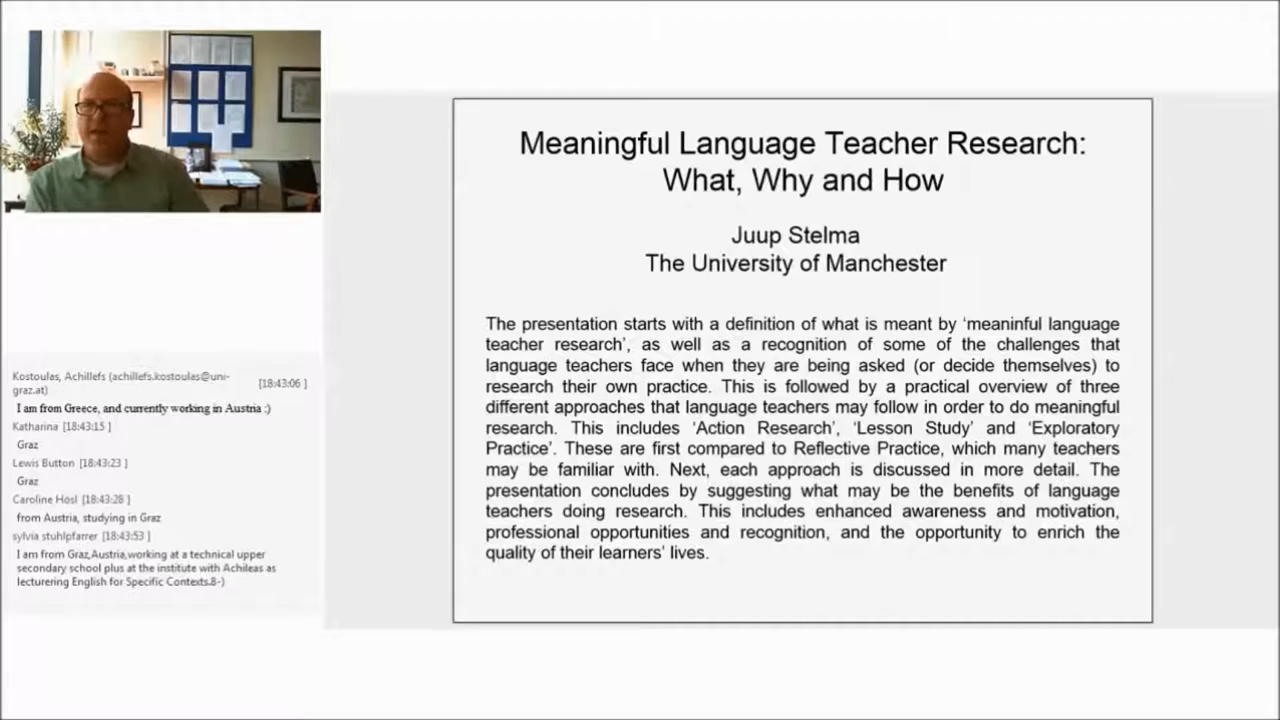 Meaningful Language Teacher Research:
What, Why and How
Juup Stelma
The University of Manchester
The presentation starts with a definition of what is meant by ‘meaninful language
teacher research’, as well as a recognition of some of the challenges that
language teachers face when they are being asked (or decide themselves) to
research their own practice. This is followed by a practical overview of three
different approaches that language teachers may follow in order to do meaningful
research. This includes ‘Action Research’, ‘Lesson Study’ and ‘Exploratory
Practice’. These are first compared to Reflective Practice, which many teachers
may be familiar with. Next, each approach is discussed in more detail. The
presentation concludes by suggesting what may be the benefits of language
teachers doing research. This includes enhanced awareness and motivation,
professional opportunities and recognition, and the opportunity to enrich the
quality of their learners’ lives.
Kostoulas, Achillefs (achillefs.kostoulas@uni-
graz.at) [18:43:06 ]
I am from Greece, and currently working in Austria :)
Katharina [18:43:15 ]
Graz
Lewis Button [18:43:23 ]
Graz
Caroline Hösl [18:43:28 ]
from Austria, studying in Graz
sylvia stuhlpfarrer [18:43:53 ]
I am from Graz,Austria,working at a technical upper
secondary school plus at the institute with Achileas as
lecturering English for Specific Contexts.8-)